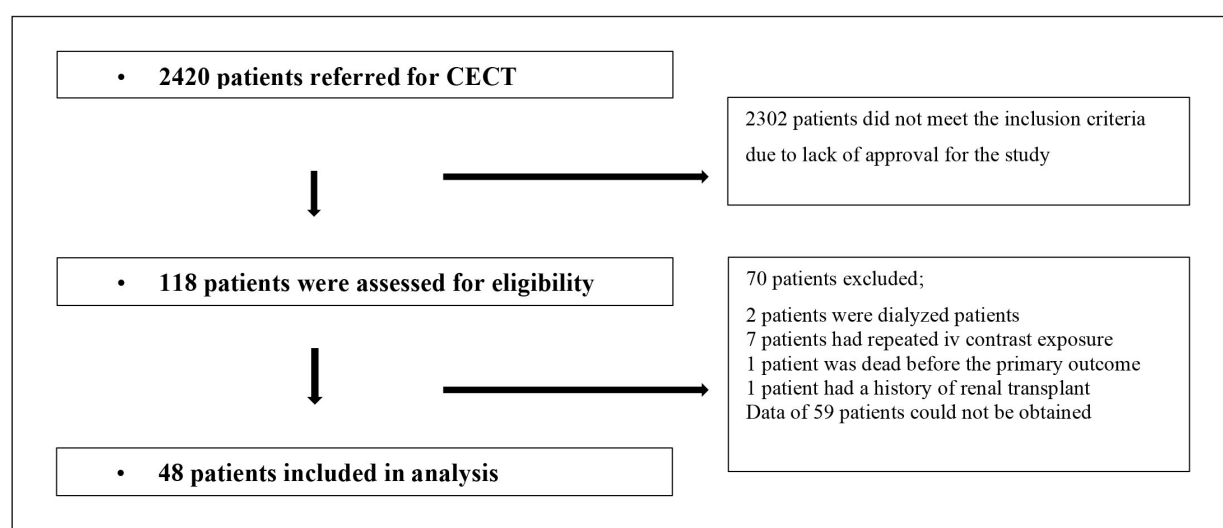 • 2420 patients referred for CECT
2302 patients did not meet the inclusion criteria
due to lack of approval for the study
• 118 patients were assessed for eligibility
70 patients excluded;
2 patients were dialyzed patients
7 patients had repeated iv contrast exposure
1 patient was dead before the primary outcome
1 patient had a history of renal transplant
Data of 59 patients could not be obtained
• 48 patients included in analysis